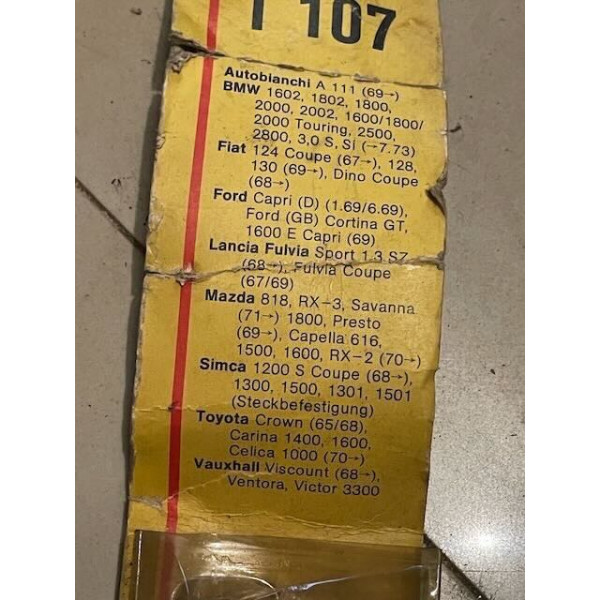 T 107
Autobianchi A 111 (69→)
BMW 1602, 1802, 1800,
2000, 2002, 1600/1800/
2000 Touring, 2500,
2800, 3,0 S, Si (→7.73)
Fiat 124 Coupe (67→), 128,
130 (69→), Dino Coupe
(68→)
Ford Capri (D) (1.69/6.69),
Ford (GB) Cortina GT,
1600 E Capri (69)
Lancia Fulvia Sport 1.3 SZ
(68→), Fulvia Coupe
(67/69)
Mazda 818, RX-3, Savanna
(71→) 1800, Presto
(69→), Capella 616,
1500, 1600, RX-2 (70→)
Simca 1200 S Coupe (68→),
1300, 1500, 1301, 1501
(Steckbefestigung)
Toyota Crown (65/68),
Carina 1400, 1600,
Celica 1000 (70→)
Vauxhall Viscount (68→),
Ventora, Victor 3300